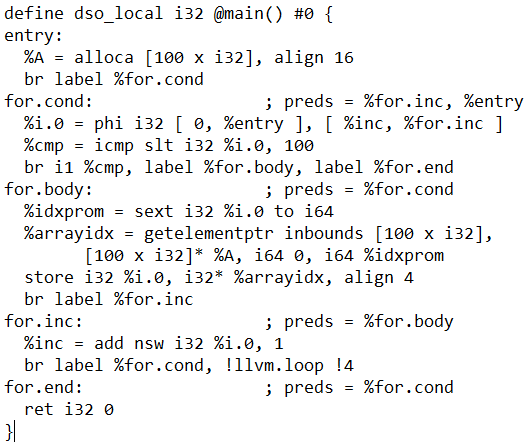 define dso_local i32 @main() #0 {
entry:
  %A = alloca [100 x i32], align 16
  br label %for.cond
for.cond:                 ; preds = %for.inc, %entry
  %i.0 = phi i32 [ 0, %entry ], [ %inc, %for.inc ]
  %cmp = icmp slt i32 %i.0, 100
  br i1 %cmp, label %for.body, label %for.end
for.body:                 ; preds = %for.cond
  %idxprom = sext i32 %i.0 to i64
  %arrayidx = getelementptr inbounds [100 x i32],
        [100 x i32]* %A, i64 0, i64 %idxprom
  store i32 %i.0, i32* %arrayidx, align 4
  br label %for.inc
for.inc:                  ; preds = %for.body
  %inc = add nsw i32 %i.0, 1
  br label %for.cond, !llvm.loop !4
for.end:                  ; preds = %for.cond
  ret i32 0
}